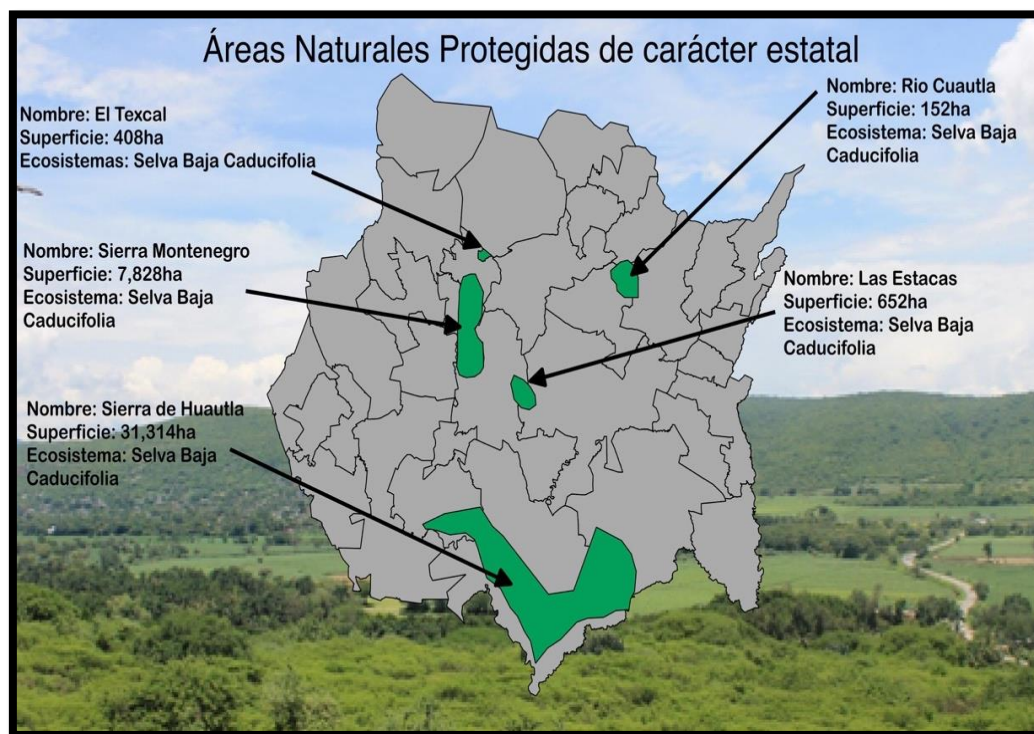 Áreas Naturales Protegidas de carácter estatal
Nombre: El Texcal
Superficie: 408ha
Ecosistemas: Selva Baja Caducifolia
Nombre: Sierra Montenegro
Superficie: 7,828ha
Ecosistema: Selva Baja
Caducifolia
Nombre: Sierra de Huautla
Superficie: 31,314ha
Ecosistema: Selva Baja
Caducifolia
Nombre: Rio Cuautla
Superficie: 152ha
Ecosistema: Selva Baja
Caducifolia
Nombre: Las Estacas
Superficie: 652ha
Ecosistema: Selva Baja
Caducifolia